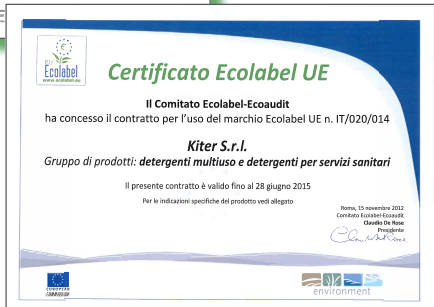 EU
Ecolabel
www.ecolabel.eu
Certificato Ecolabel UE
Il Comitato Ecolabel-Ecoaudit
ha concesso il contratto per l'uso del marchio Ecolabel UE n. IT/020/014
Kiter S.r.l.
Gruppo di prodotti: detergenti multiuso e detergenti per servizi sanitari
Il presente contratto è valido fino al 28 giugno 2015
Per le indicazioni specifiche del prodotto vedi allegato
Roma, 15 novembre 2012
Comitato Ecolabel-Ecoaudit
Claudio De Rose
Presidente
EUROPEAN
COMMISSION
environment